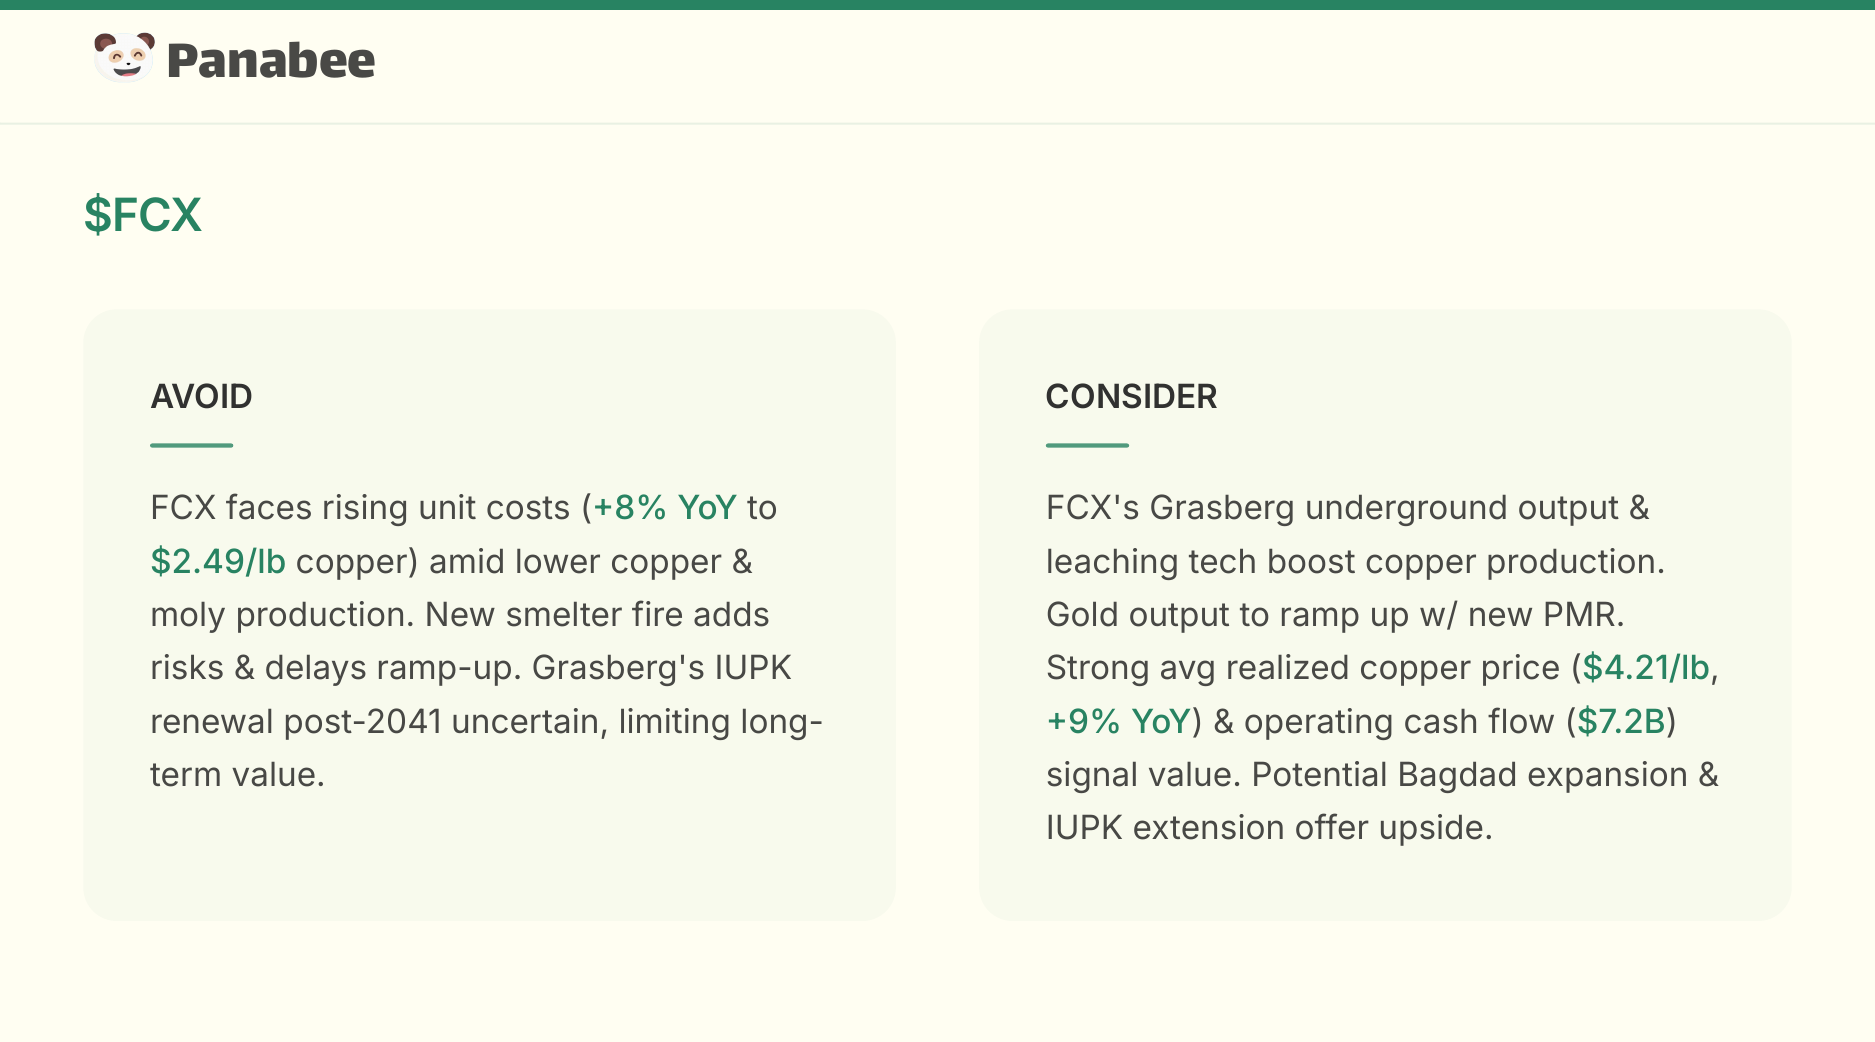 Panabee
$FCX
AVOID
FCX faces rising unit costs (+8% YoY to
$2.49/lb copper) amid lower copper &
moly production. New smelter fire adds
risks & delays ramp-up. Grasberg's IUPK
renewal post-2041 uncertain, limiting long-
term value.
CONSIDER
FCX's Grasberg underground output &
leaching tech boost copper production.
Gold output to ramp up w/ new PMR.
Strong avg realized copper price ($4.21/lb,
+9% YoY) & operating cash flow ($7.2B)
signal value. Potential Bagdad expansion &
IUPK extension offer upside.